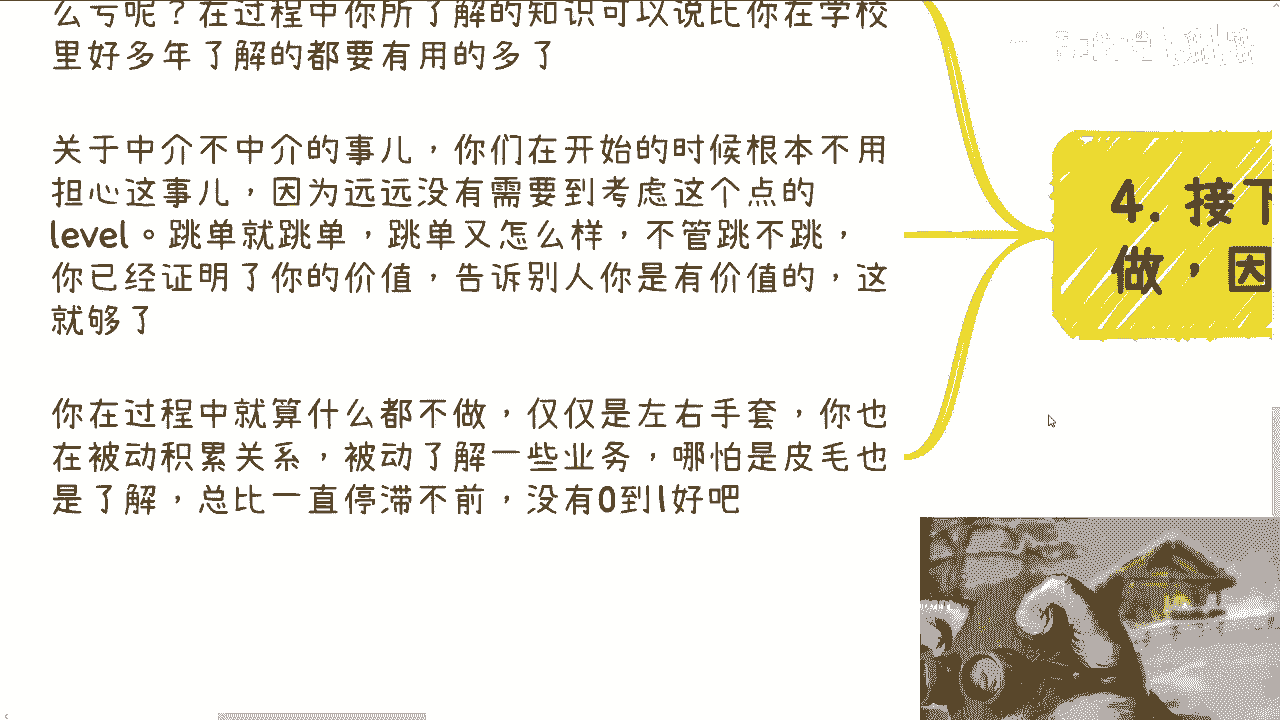 么亏呢？在过程中你所了解的知识可以说比你在学校
里好多年了解的都要有用的多了
关于中介不中介的事儿，你们在开始的时候根本不用
担心这事儿，因为远远没有需要到考虑这个点的
level。跳单就跳单，跳单又怎么样，不管跳不跳，
你已经证明了你的价值，告诉别人你是有价值的，这
就够了
你在过程中就算什么都不做，仅仅是左右手套，你也
在被动积累关系，被动了解一些业务，哪怕是皮毛也
是了解，总比一直停滞不前，没有0到1好吧
4. 接下
做，因